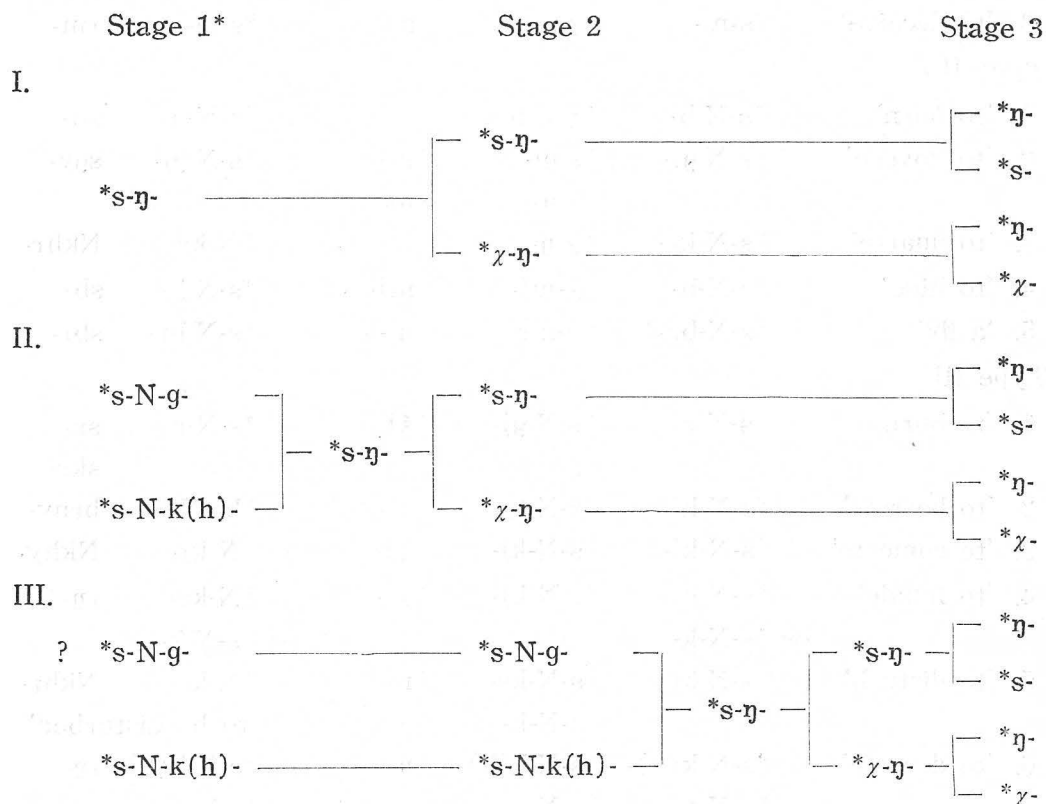 Stage 1* Stage 2 Stage 3
I.
*ŋ-
*s-ŋ-
*s-
*s-ŋ-
*ŋ-
*χ-ŋ-
*χ-
II.
*ŋ-
*s-N-g- *s-ŋ-
*s-
*s-ŋ-
*ŋ-
*s-N-k(h)- *χ-ŋ-
*χ-
III.
*ŋ-
? *s-N-g- *s-N-g- *s-ŋ-
*s-
*s-ŋ-
*ŋ-
*s-N-k(h)- *s-N-k(h)- *χ-ŋ-
*χ-